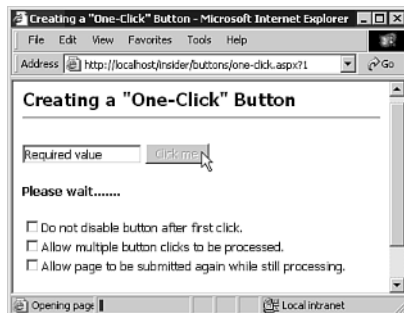 Creating a "One-Click" Button - Microsoft Internet Explorer
File Edit View Favorites Tools Help
Address http://localhost/insider/buttons/one-click.aspx?1 Go
Creating a "One-Click" Button
Required value Click me
Please wait.......
Do not disable button after first click.
Allow multiple button clicks to be processed.
Allow page to be submitted again while still processing.
Opening page Local intranet